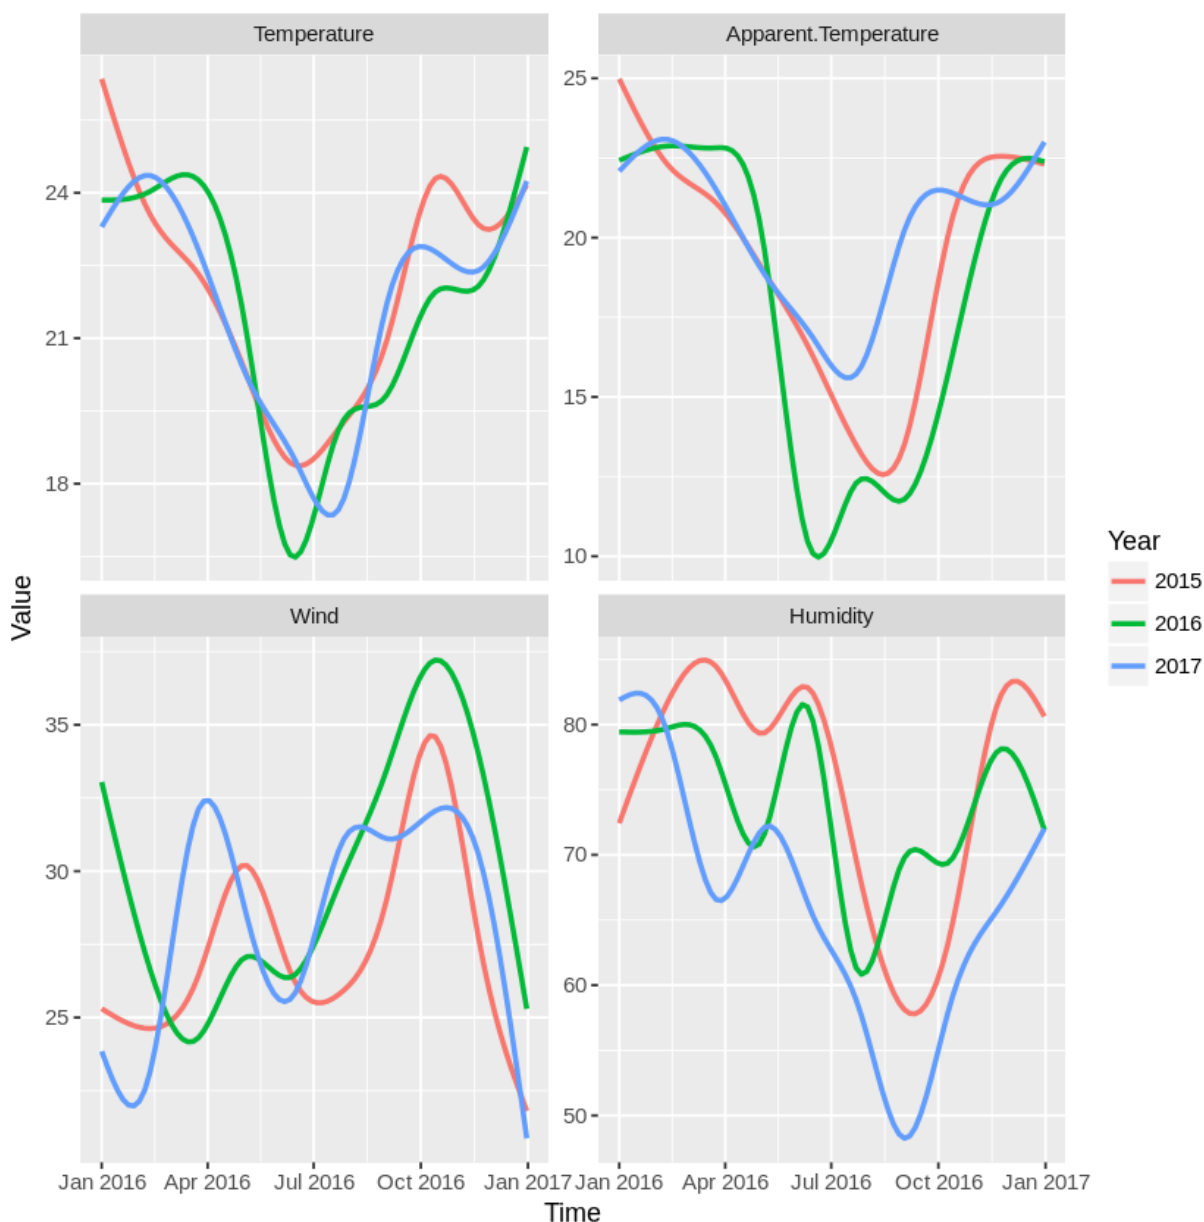 Temperature
Apparent.Temperature
24
21
18
25
20
15
10
Value
Wind
Humidity
35
30
25
80
70
60
50
Jan 2016 Apr 2016 Jul 2016 Oct 2016 Jan 2017
Jan 2016 Apr 2016 Jul 2016 Oct 2016 Jan 2017
Time
Year
2015
2016
2017